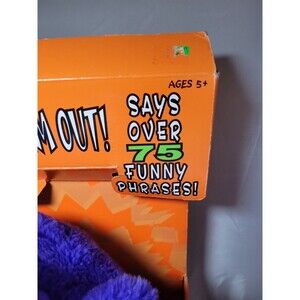 AGES 5+
M OUT!
SAYS
OVER
75
FUNNY
PHRASES!